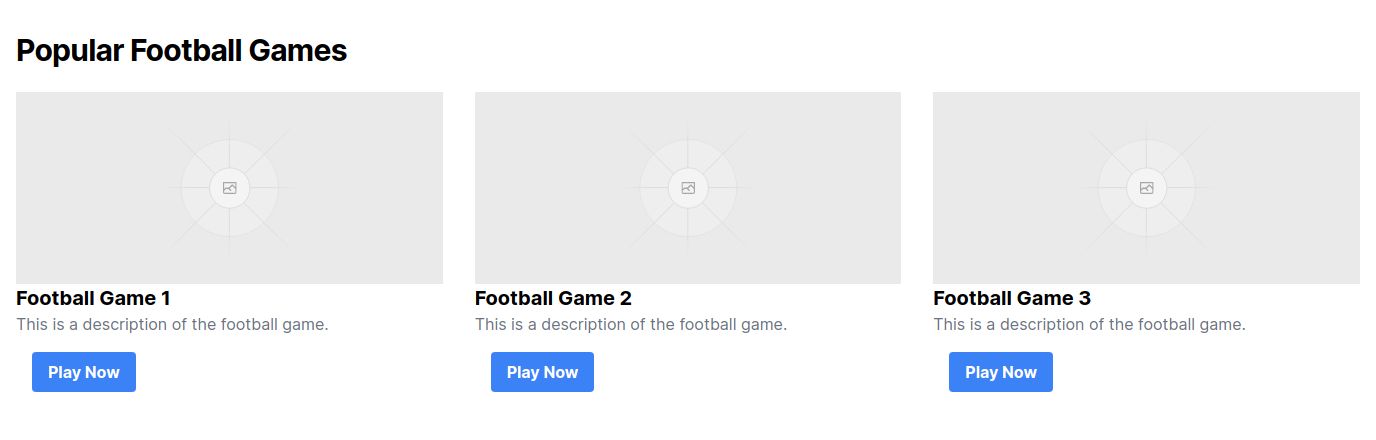 Popular Football Games
Football Game 1
This is a description of the football game.
Play Now
Football Game 2
This is a description of the football game.
Play Now
Football Game 3
This is a description of the football game.
Play Now